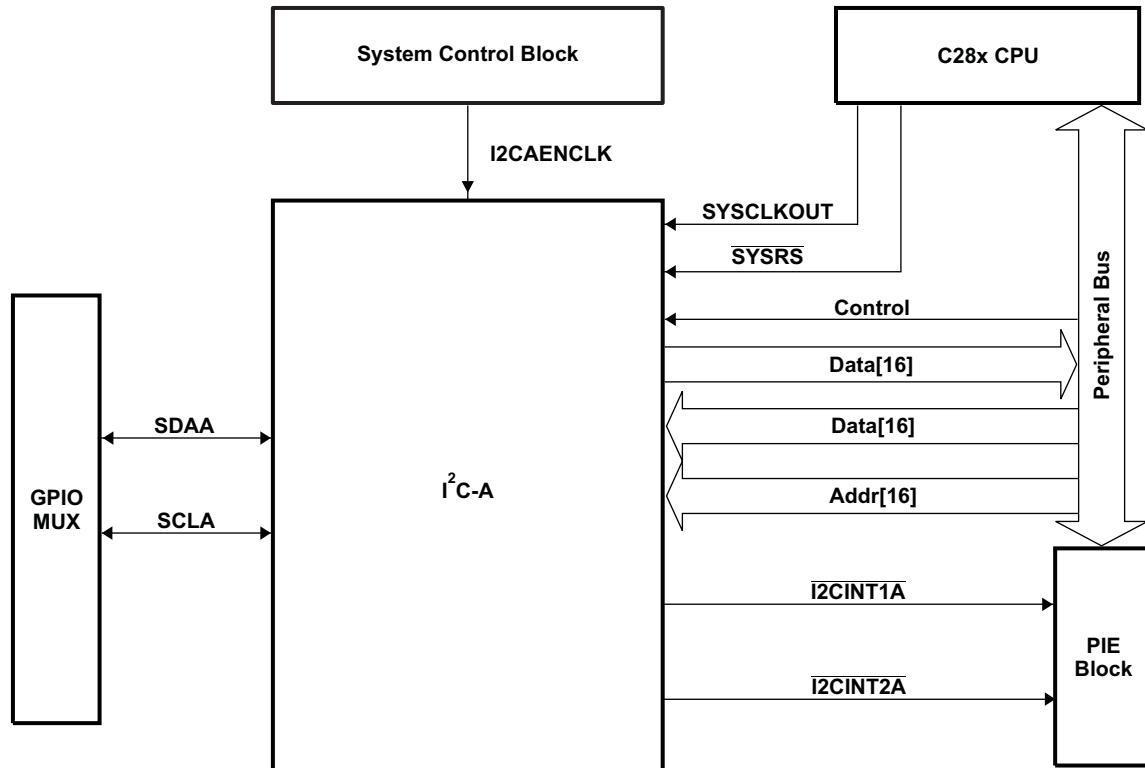 System Control Block
C28x CPU
I2CAENCLK
SYSCLKOUT
SYSRS
Control
Data[16]
Data[16]
Addr[16]
Peripheral Bus
SDAA
SCLA
GPIO
MUX
I²C-A
I2CINT1A
I2CINT2A
PIE
Block